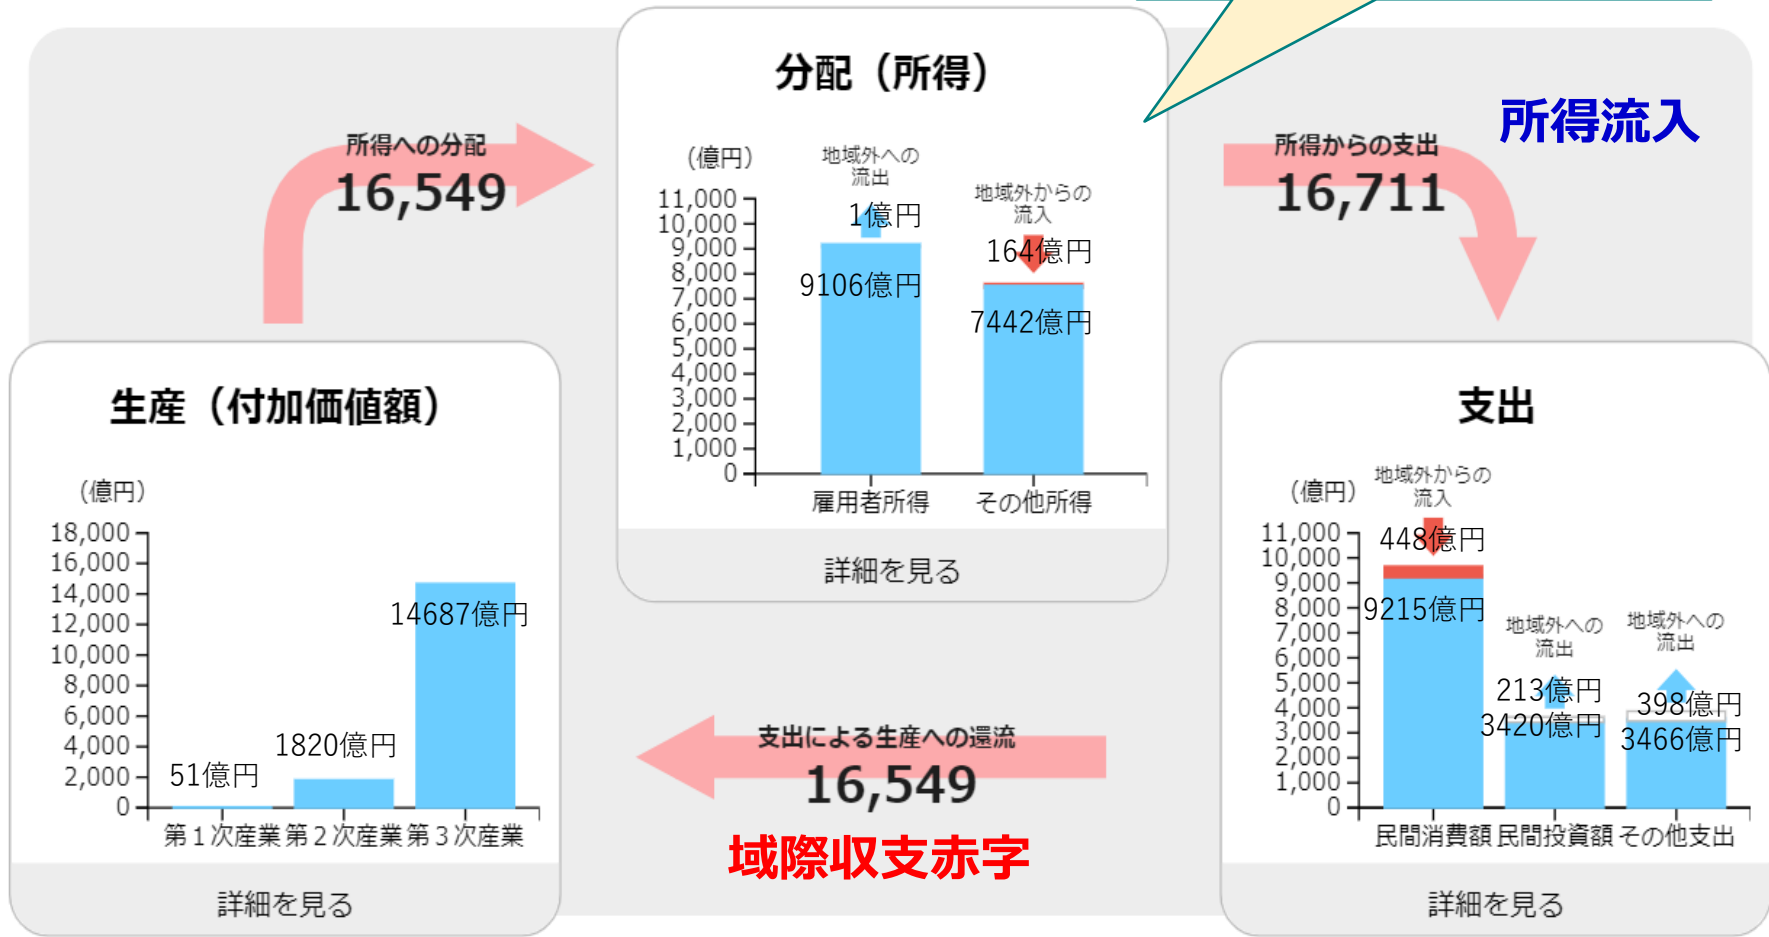 分配（所得）
所得流入
所得への分配
16,549
所得からの支出
16,711
（億円）
地域外への
流出
1億円
地域外からの
流入
164億円
9106億円
7442億円
11,000
10,000
9,000
8,000
7,000
6,000
5,000
4,000
3,000
2,000
1,000
0
雇用者所得
その他所得
詳細を見る
生産（付加価値額）
（億円）
18,000
16,000
14,000
12,000
10,000
8,000
6,000
4,000
2,000
0
51億円
1820億円
14687億円
第１次産業
第２次産業
第３次産業
詳細を見る
支出による生産への還流
16,549
域際収支赤字
支出
（億円）
地域外からの
流入
448億円
9215億円
地域外への
流出
213億円
3420億円
地域外への
流出
398億円
3466億円
11,000
10,000
9,000
8,000
7,000
6,000
5,000
4,000
3,000
2,000
1,000
0
民間消費額
民間投資額
その他支出
詳細を見る